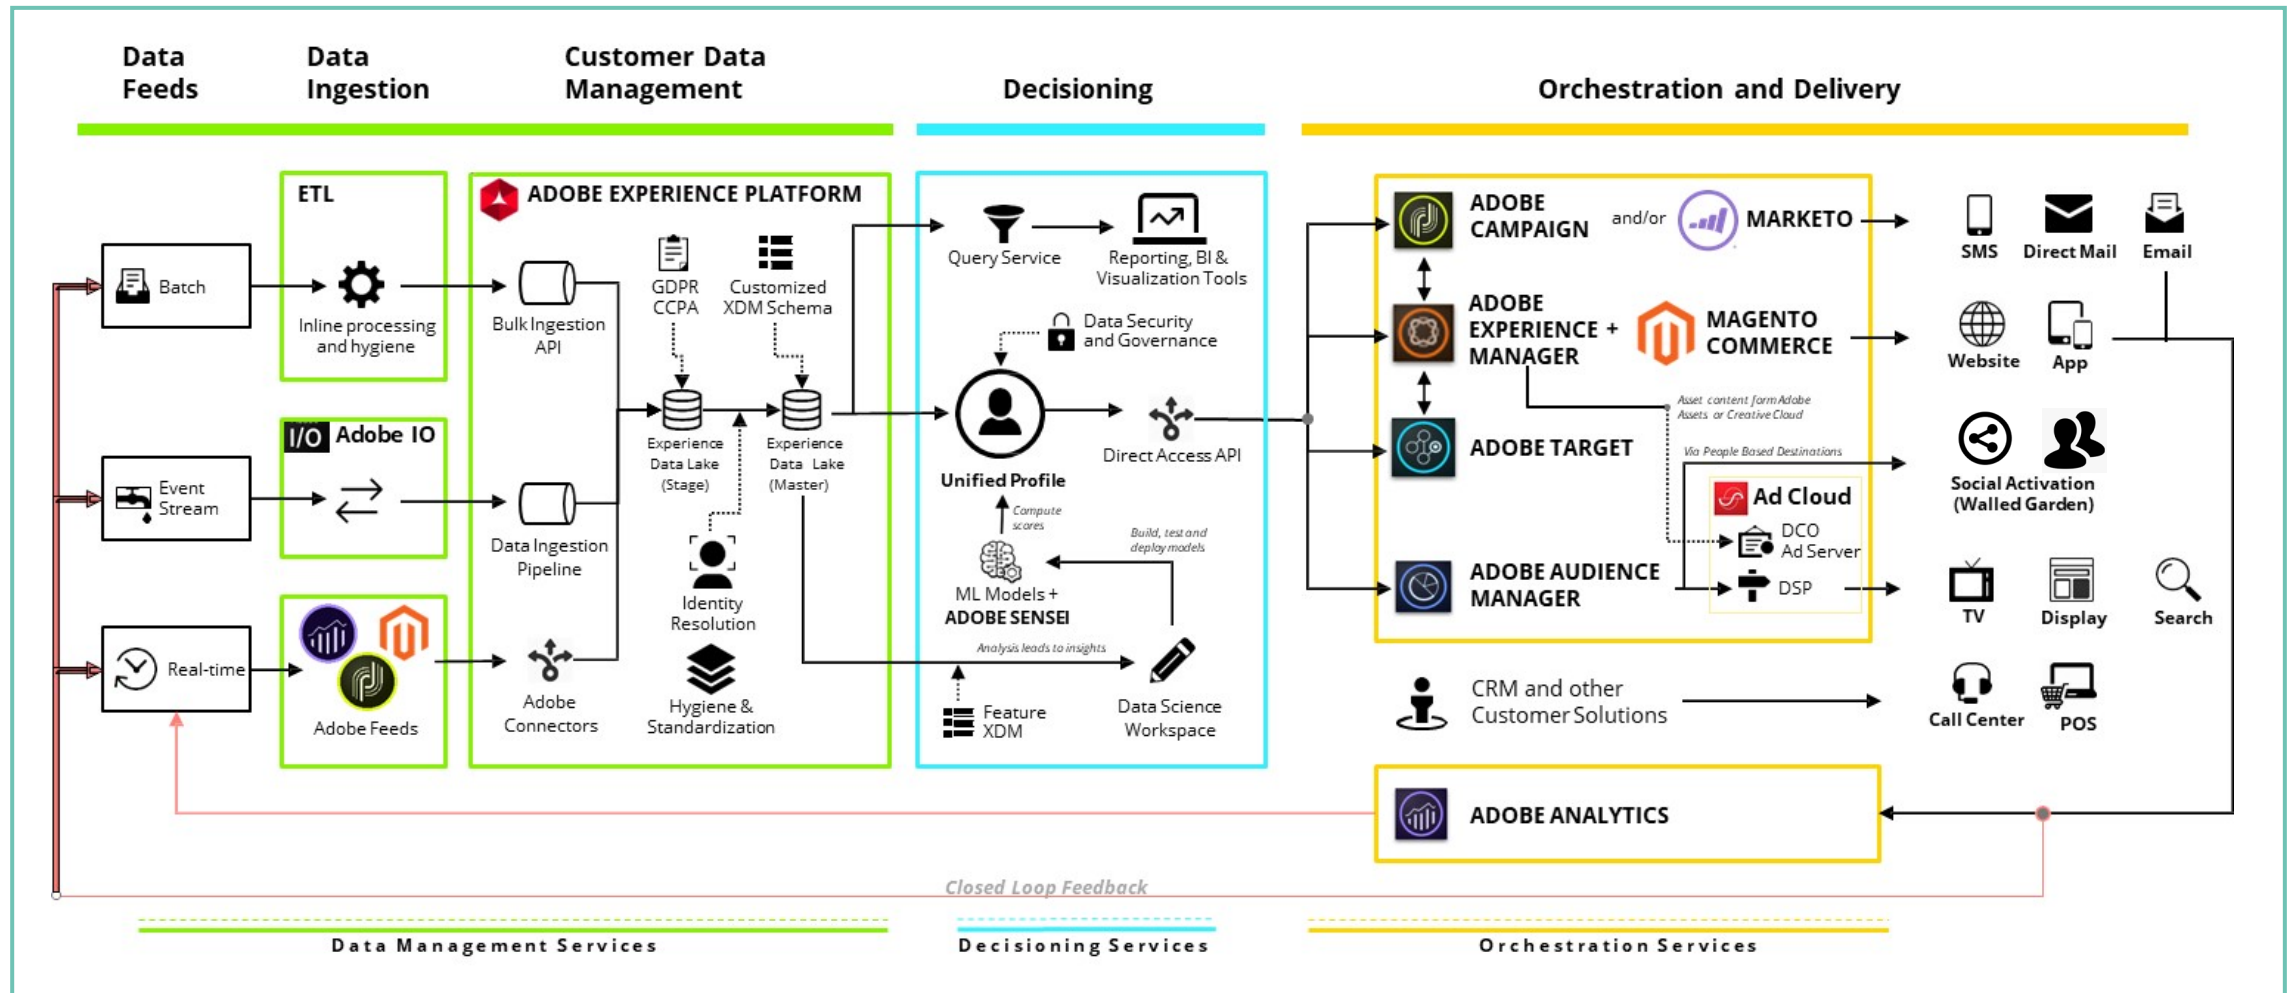 Data
Feeds
Data
Ingestion
Customer Data
Management
Decisioning
Orchestration and Delivery
Batch
Event
Stream
Real-time
ETL
Inline processing
and hygiene
I/O Adobe IO
Adobe Feeds
ADOBE EXPERIENCE PLATFORM
Bulk Ingestion
API
Data Ingestion
Pipeline
Adobe
Connectors
GDPR
CCPA
Customized
XDM Schema
Experience
Data Lake
(Stage)
Experience
Data Lake
(Master)
Identity
Resolution
Hygiene &
Standardization
Query Service
Reporting, BI &
Visualization Tools
Data Security
and Governance
Unified Profile
Direct Access API
Compute
scores
Build, test and
deploy models
ML Models +
ADOBE SENSEI
Analysis leads to insights
Feature
XDM
Data Science
Workspace
ADOBE
CAMPAIGN
and/or
MARKETO
ADOBE
EXPERIENCE +
MANAGER
MAGENTO
COMMERCE
Asset content form Adobe
Assets or Creative Cloud
ADOBE TARGET
Via People Based Destinations
Ad Cloud
DCO
Ad Server
DSP
ADOBE AUDIENCE
MANAGER
CRM and other
Customer Solutions
ADOBE ANALYTICS
SMS
Direct Mail
Email
Website
App
Social Activation
(Walled Garden)
TV
Display
Search
Call Center
POS
Closed Loop Feedback
Data Management Services
Decisioning Services
Orchestration Services